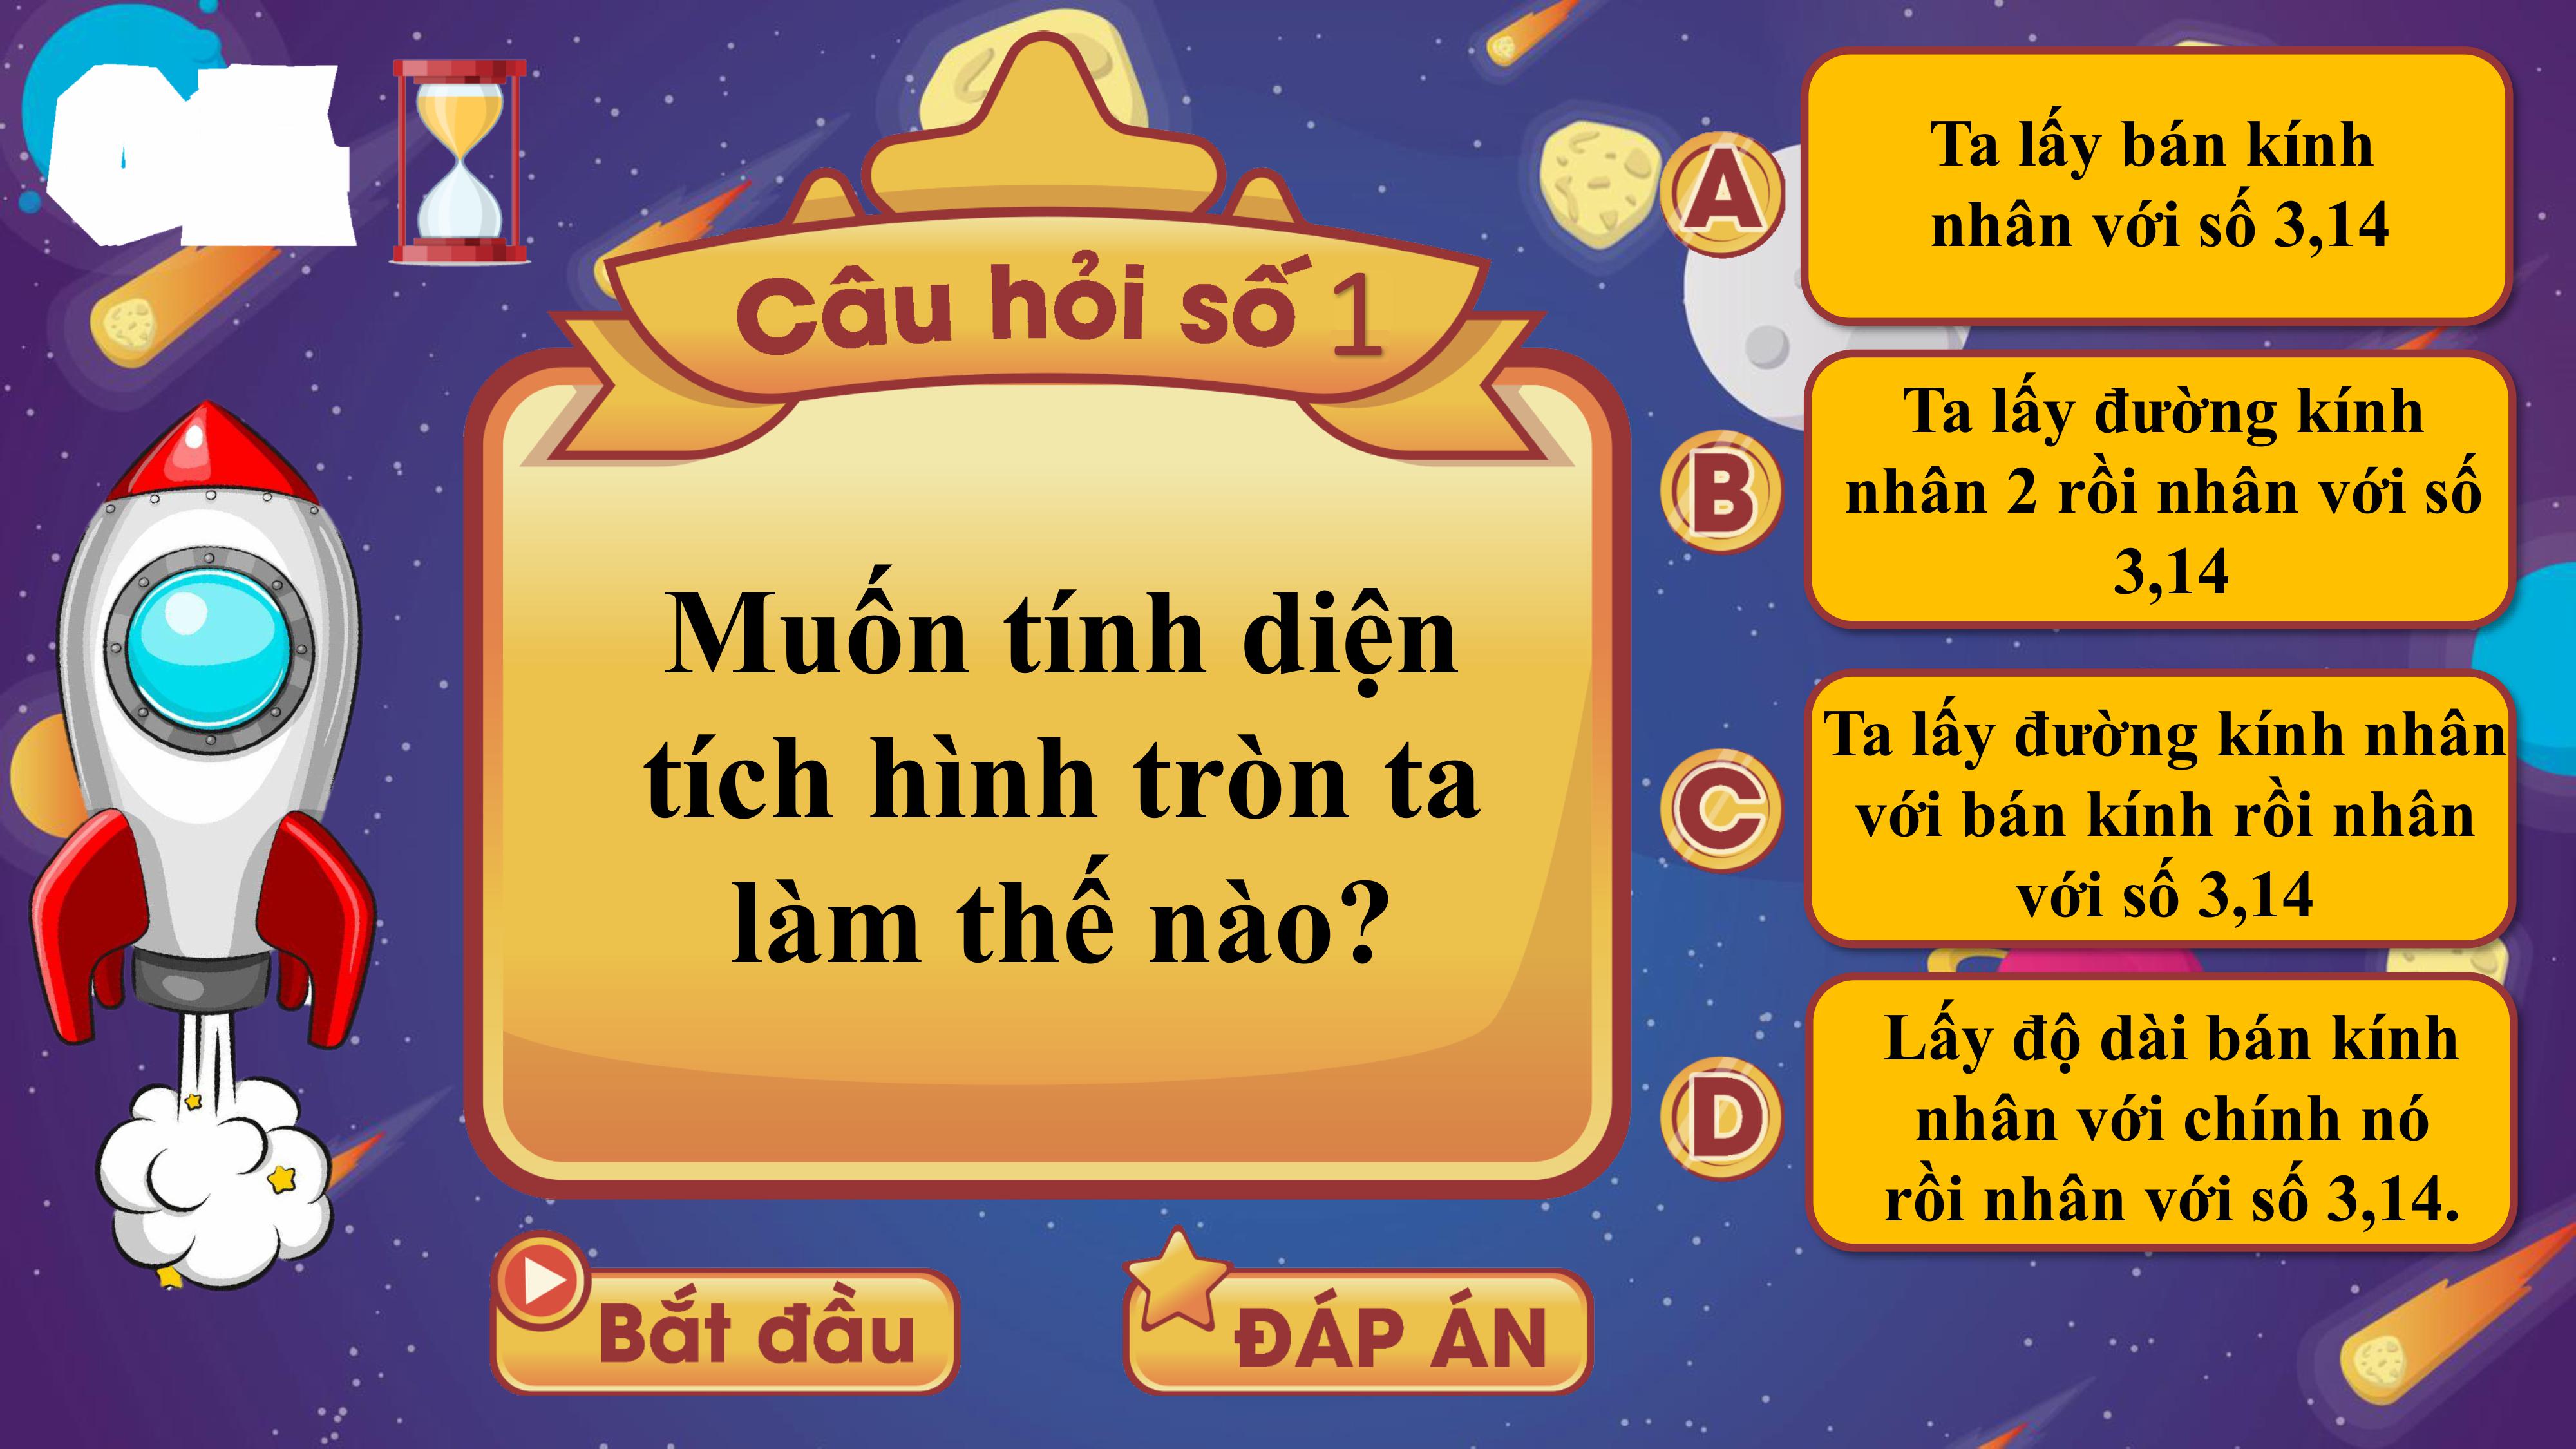 Câu hỏi số 1
Muốn tính diện
tích hình tròn ta
làm thế nào?
A
Ta lấy bán kính
nhân với số 3,14
B
Ta lấy đường kính
nhân 2 rồi nhân với số
3,14
C
Ta lấy đường kính nhân
với bán kính rồi nhân
với số 3,14
D
Lấy độ dài bán kính
nhân với chính nó
rồi nhân với số 3,14.
Bắt đầu
ĐÁP ÁN